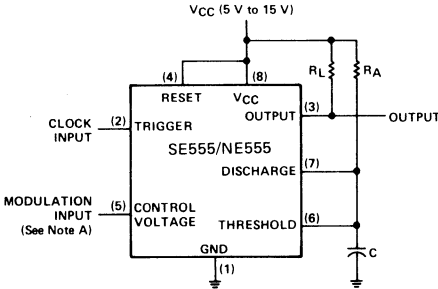 VCC (5 V to 15 V)
(4) (8)
RL RA
RESET VCC
(3)
OUTPUT OUTPUT
CLOCK
INPUT
(2) TRIGGER
SE555/NE555
(7)
DISCHARGE
MODULATION
INPUT
(See Note A)
(5) CONTROL
VOLTAGE
(6)
THRESHOLD
C
GND
(1)